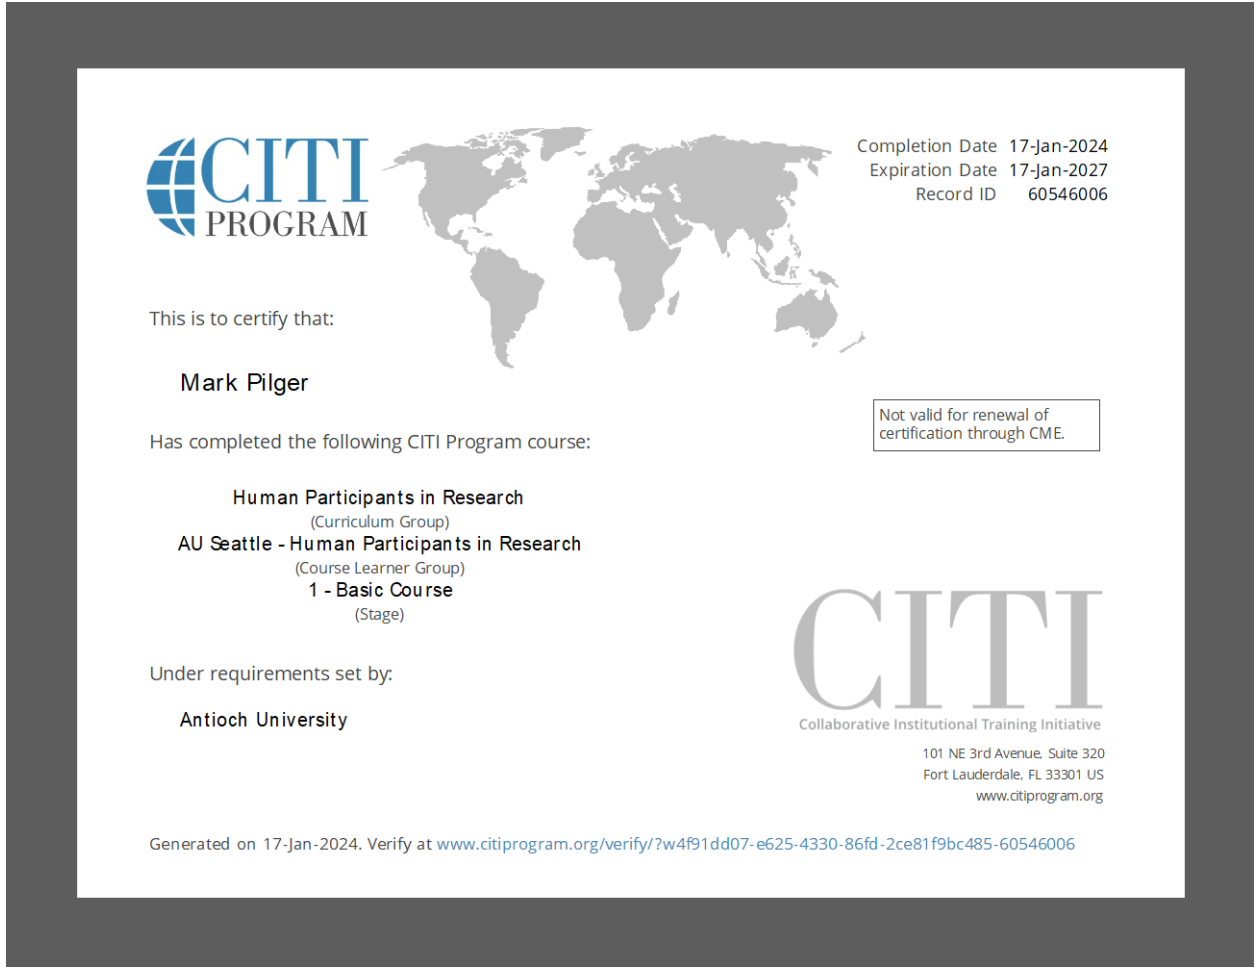 CITI
PROGRAM
Completion Date 17-Jan-2024
Expiration Date 17-Jan-2027
Record ID 60546006
This is to certify that:
Mark Pilger
Not valid for renewal of
certification through CME.
Has completed the following CITI Program course:
Human Participants in Research
(Curriculum Group)
AU Seattle - Human Participants in Research
(Course Learner Group)
1 - Basic Course
(Stage)
Under requirements set by:
Antioch University
CITI
Collaborative Institutional Training Initiative
101 NE 3rd Avenue, Suite 320
Fort Lauderdale, FL 33301 US
www.citiprogram.org
Generated on 17-Jan-2024. Verify at www.citiprogram.org/verify/?w4f91dd07-e625-4330-86fd-2ce81f9bc485-60546006